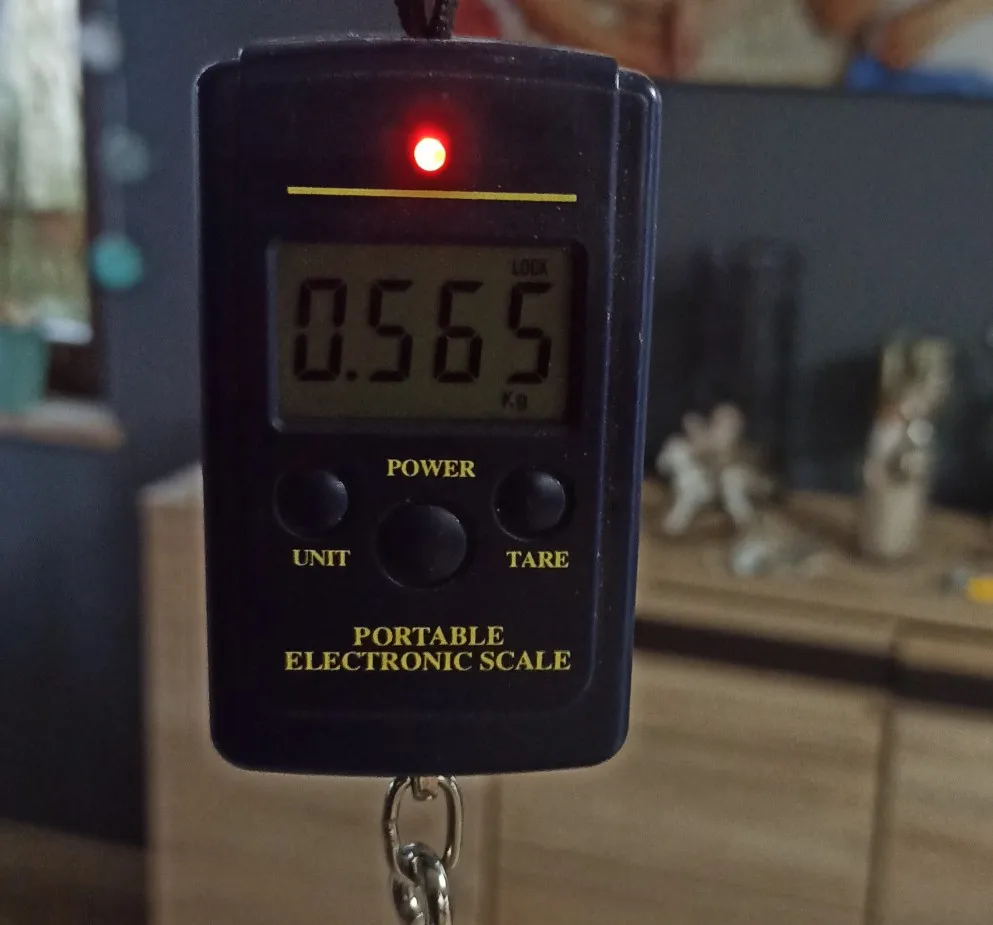 LOCK
0.565
Kg
POWER
UNIT
TARE
PORTABLE
ELECTRONIC SCALE